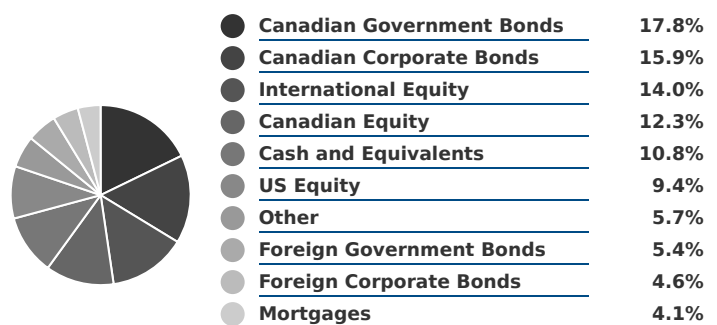 Canadian Government Bonds 17.8%
Canadian Corporate Bonds 15.9%
International Equity 14.0%
Canadian Equity 12.3%
Cash and Equivalents 10.8%
US Equity 9.4%
Other 5.7%
Foreign Government Bonds 5.4%
Foreign Corporate Bonds 4.6%
Mortgages 4.1%